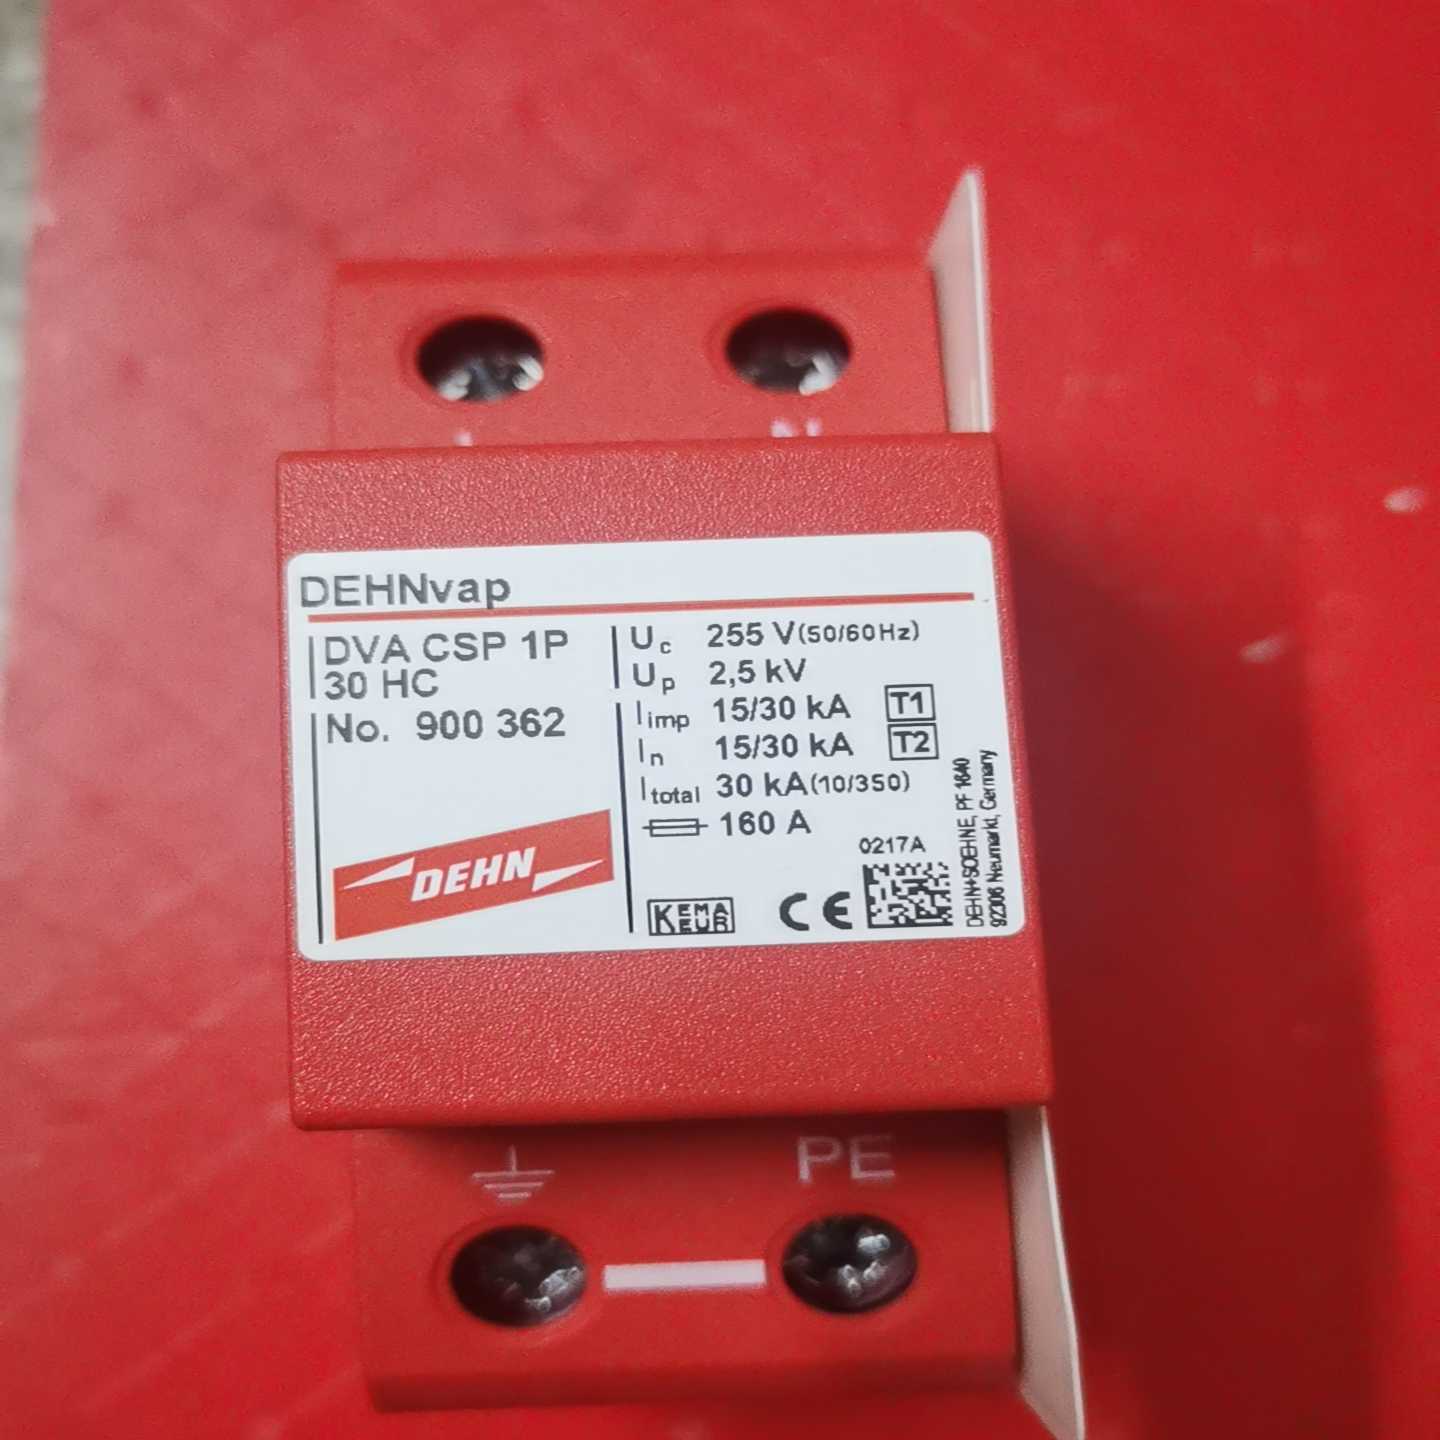 DEHNvap
DVA CSP 1P
30 HC
No. 900 362
Uc 255 V (50/60Hz)
Up 2,5 kV
Iimp 15/30 kA T1
In 15/30 kA T2
Itotal 30 kA (10/350)
160 A
0217A
DEHN
KEMA
KEUR
CE
DEHN+SOEHNE, PF 1640
92306 Neumarkt, Germany
PE